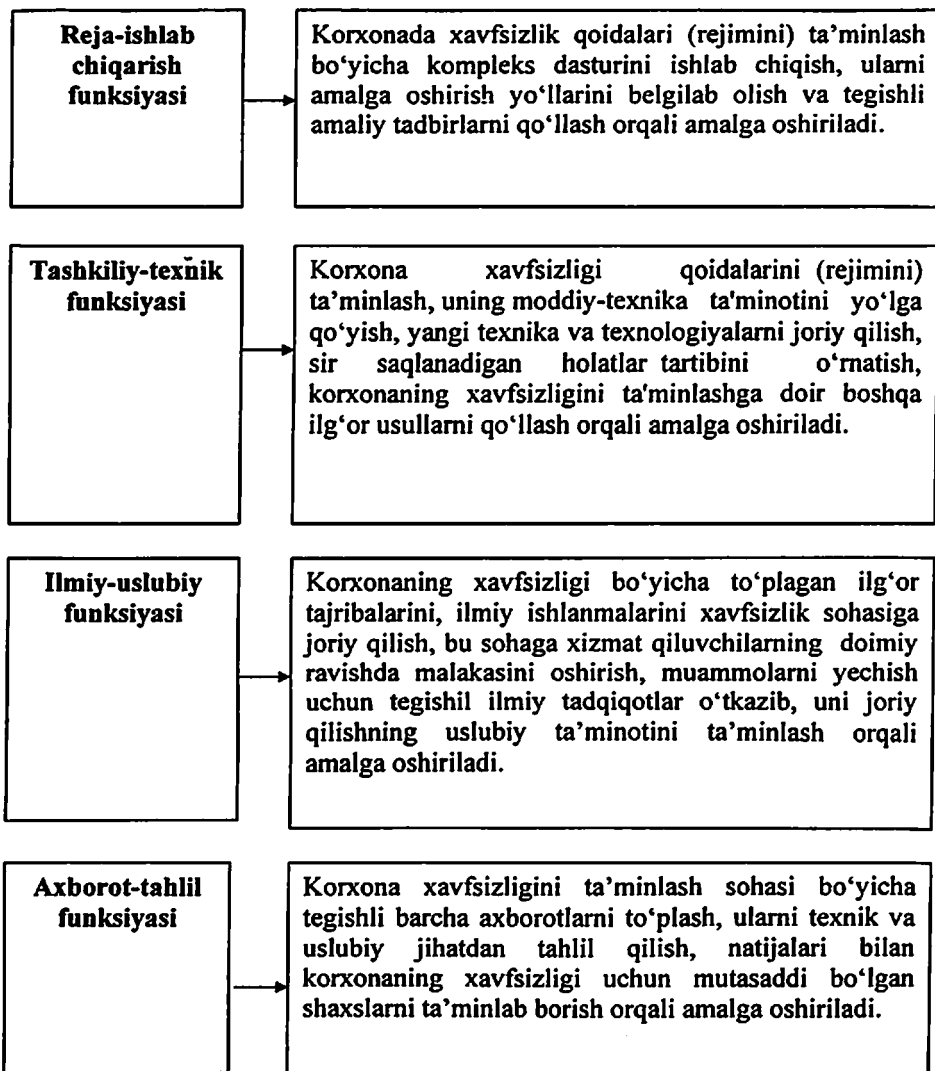 Reja-ishlab
chiqarish
funksiyasi
Korxonada xavfsizlik qoidalari (rejimini) ta’minlash
bo‘yicha kompleks dasturini ishlab chiqish, ularni
amalga oshirish yo‘llarini belgilab olish va tegishli
amaliy tadbirlarni qo‘llash orqali amalga oshiriladi.
Tashkiliy-texnik
funksiyasi
Korxona xavfsizligi qoidalarini (rejimini)
ta’minlash, uning moddiy-texnika ta'minotini yo‘lga
qo‘yish, yangi texnika va texnologiyalarni joriy qilish,
sir saqlanadigan holatlar tartibini o‘rnatish,
korxonaning xavfsizligini ta'minlashga doir boshqa
ilg‘or usullarni qo‘llash orqali amalga oshiriladi.
Ilmiy-uslubiy
funksiyasi
Korxonaning xavfsizligi bo‘yicha to‘plagan ilg‘or
tajribalarini, ilmiy ishlanmalarini xavfsizlik sohasiga
joriy qilish, bu sohaga xizmat qiluvchilarning doimiy
ravishda malakasini oshirish, muammolarni yechish
uchun tegishil ilmiy tadqiqotlar o‘tkazib, uni joriy
qilishning uslubiy ta’minotini ta’minlash orqali
amalga oshiriladi.
Axborot-tahlil
funksiyasi
Korxona xavfsizligini ta’minlash sohasi bo‘yicha
tegishli barcha axborotlarni to‘plash, ularni texnik va
uslubiy jihatdan tahlil qilish, natijalari bilan
korxonaning xavfsizligi uchun mutasaddi bo‘lgan
shaxslarni ta’minlab borish orqali amalga oshiriladi.